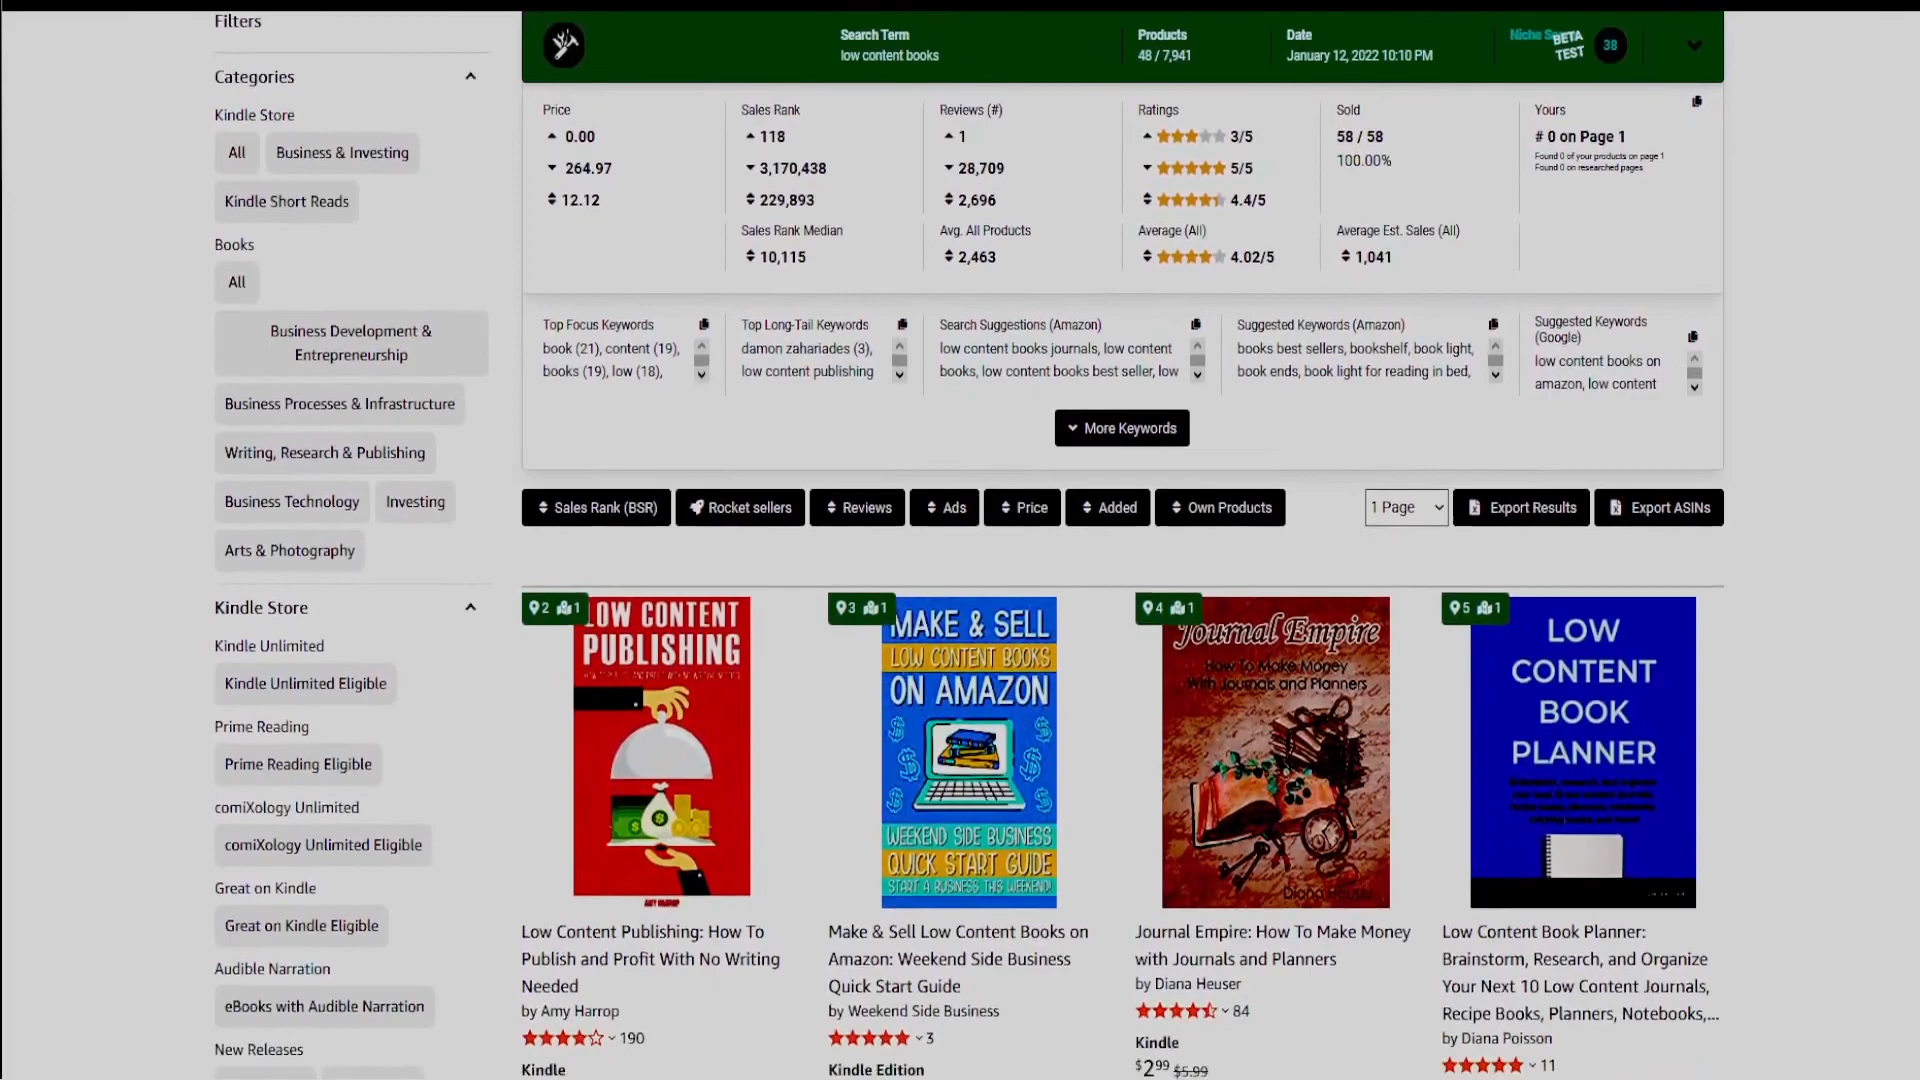 Filters
Categories
Kindle Store
All
Business & Investing
Kindle Short Reads
Books
All
Business Development &
Entrepreneurship
Business Processes & Infrastructure
Writing, Research & Publishing
Business Technology
Investing
Arts & Photography
Kindle Store
Kindle Unlimited
Kindle Unlimited Eligible
Prime Reading
Prime Reading Eligible
comiXology Unlimited
comiXology Unlimited Eligible
Great on Kindle
Great on Kindle Eligible
Audible Narration
eBooks with Audible Narration
New Releases
Search Term
low content books
Products
48 / 7,941
Date
January 12, 2022 10:10 PM
Niche
BETA
TEST
38
Price
0.00
264.97
12.12
Sales Rank
118
3,170,438
229,893
Sales Rank Median
10,115
Reviews (#)
1
28,709
2,696
Avg. All Products
2,463
Ratings
3/5
5/5
4.4/5
Average (All)
4.02/5
Sold
58 / 58
100.00%
Average Est. Sales (All)
1,041
Yours
# 0 on Page 1
Found 0 of your products on page 1
Found 0 on researched pages
Top Focus Keywords
book (21), content (19),
books (19), low (18),
Top Long-Tail Keywords
damon zahariades (3),
low content publishing
Search Suggestions (Amazon)
low content books journals, low content
books, low content books best seller, low
Suggested Keywords (Amazon)
books best sellers, bookshelf, book light,
book ends, book light for reading in bed,
Suggested Keywords
(Google)
low content books on
amazon, low content
More Keywords
Sales Rank (BSR)
Rocket sellers
Reviews
Ads
Price
Added
Own Products
1 Page
Export Results
Export ASINs
2 1
LOW CONTENT
PUBLISHING
AMY HARROP
Low Content Publishing: How To
Publish and Profit With No Writing
Needed
by Amy Harrop
190
Kindle
3 1
MAKE & SELL
LOW CONTENT BOOKS
ON AMAZON
WEEKEND SIDE BUSINESS
QUICK START GUIDE
START A BUSINESS THIS WEEKEND!
Make & Sell Low Content Books on
Amazon: Weekend Side Business
Quick Start Guide
by Weekend Side Business
3
Kindle Edition
4 1
Journal Empire
How To Make Money
With Journals and Planners
Diana Heuser
Journal Empire: How To Make Money
with Journals and Planners
by Diana Heuser
84
Kindle
$2.99 $5.99
5 1
LOW
CONTENT
BOOK
PLANNER
Low Content Book Planner:
Brainstorm, Research, and Organize
Your Next 10 Low Content Journals,
Recipe Books, Planners, Notebooks,...
by Diana Poisson
11